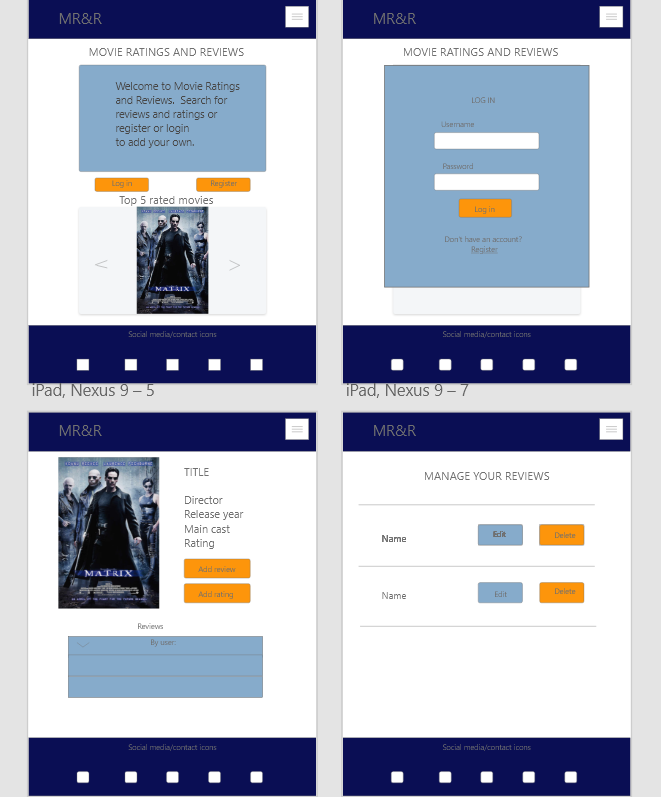 MR&R
MOVIE RATINGS AND REVIEWS
Welcome to Movie Ratings
and Reviews. Search for
reviews and ratings or
register or login
to add your own.
Log in
Register
Top 5 rated movies
<
MATRIX
>
Social media/contact icons
MR&R
MOVIE RATINGS AND REVIEWS
LOG IN
Username
Password
Log in
Don't have an account?
Register
Social media/contact icons
iPad, Nexus 9 – 5
iPad, Nexus 9 – 7
MR&R
MATRIX
TITLE
Director
Release year
Main cast
Rating
Add review
Add rating
Reviews
By user:
Social media/contact icons
MR&R
MANAGE YOUR REVIEWS
Name
Edit
Delete
Name
Edit
Delete
Social media/contact icons